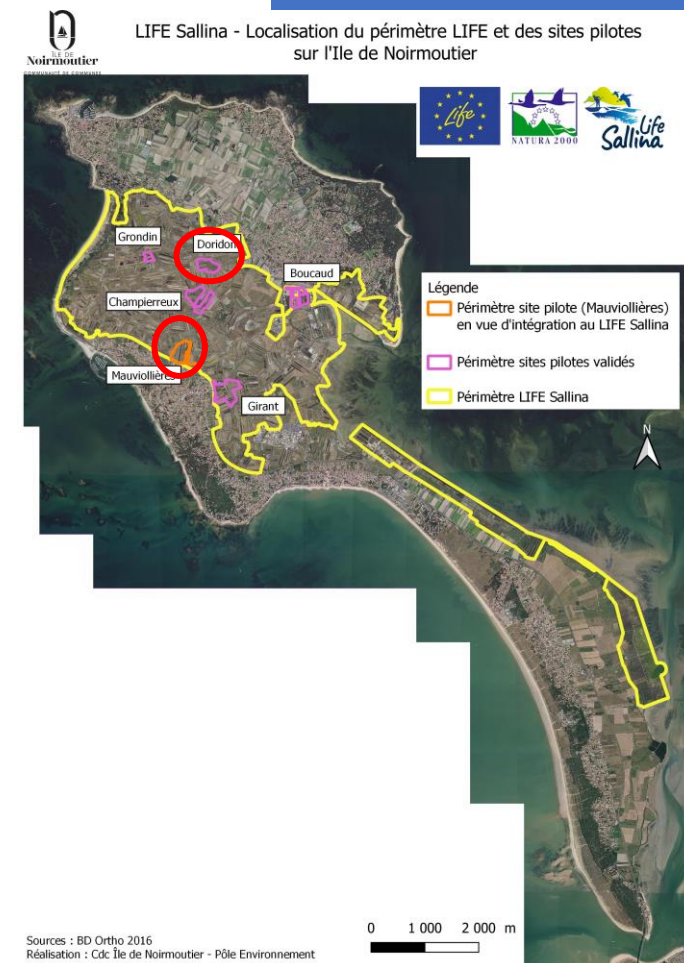 LIFE Sallina - Localisation du périmètre LIFE et des sites pilotes
sur l'Ile de Noirmoutier
ÎLE DE
Noirmoutier
COMMUNAUTÉ DE COMMUNES
Life
NATURA 2000
Life
Sallina
Grondin
Doridon
Boucaud
Champierreux
Mauviollières
Girant
Légende
Périmètre site pilote (Mauviollières)
en vue d'intégration au LIFE Sallina
Périmètre sites pilotes validés
Périmètre LIFE Sallina
N
0 1 000 2 000 m
Sources : BD Ortho 2016
Réalisation : Cdc Île de Noirmoutier - Pôle Environnement